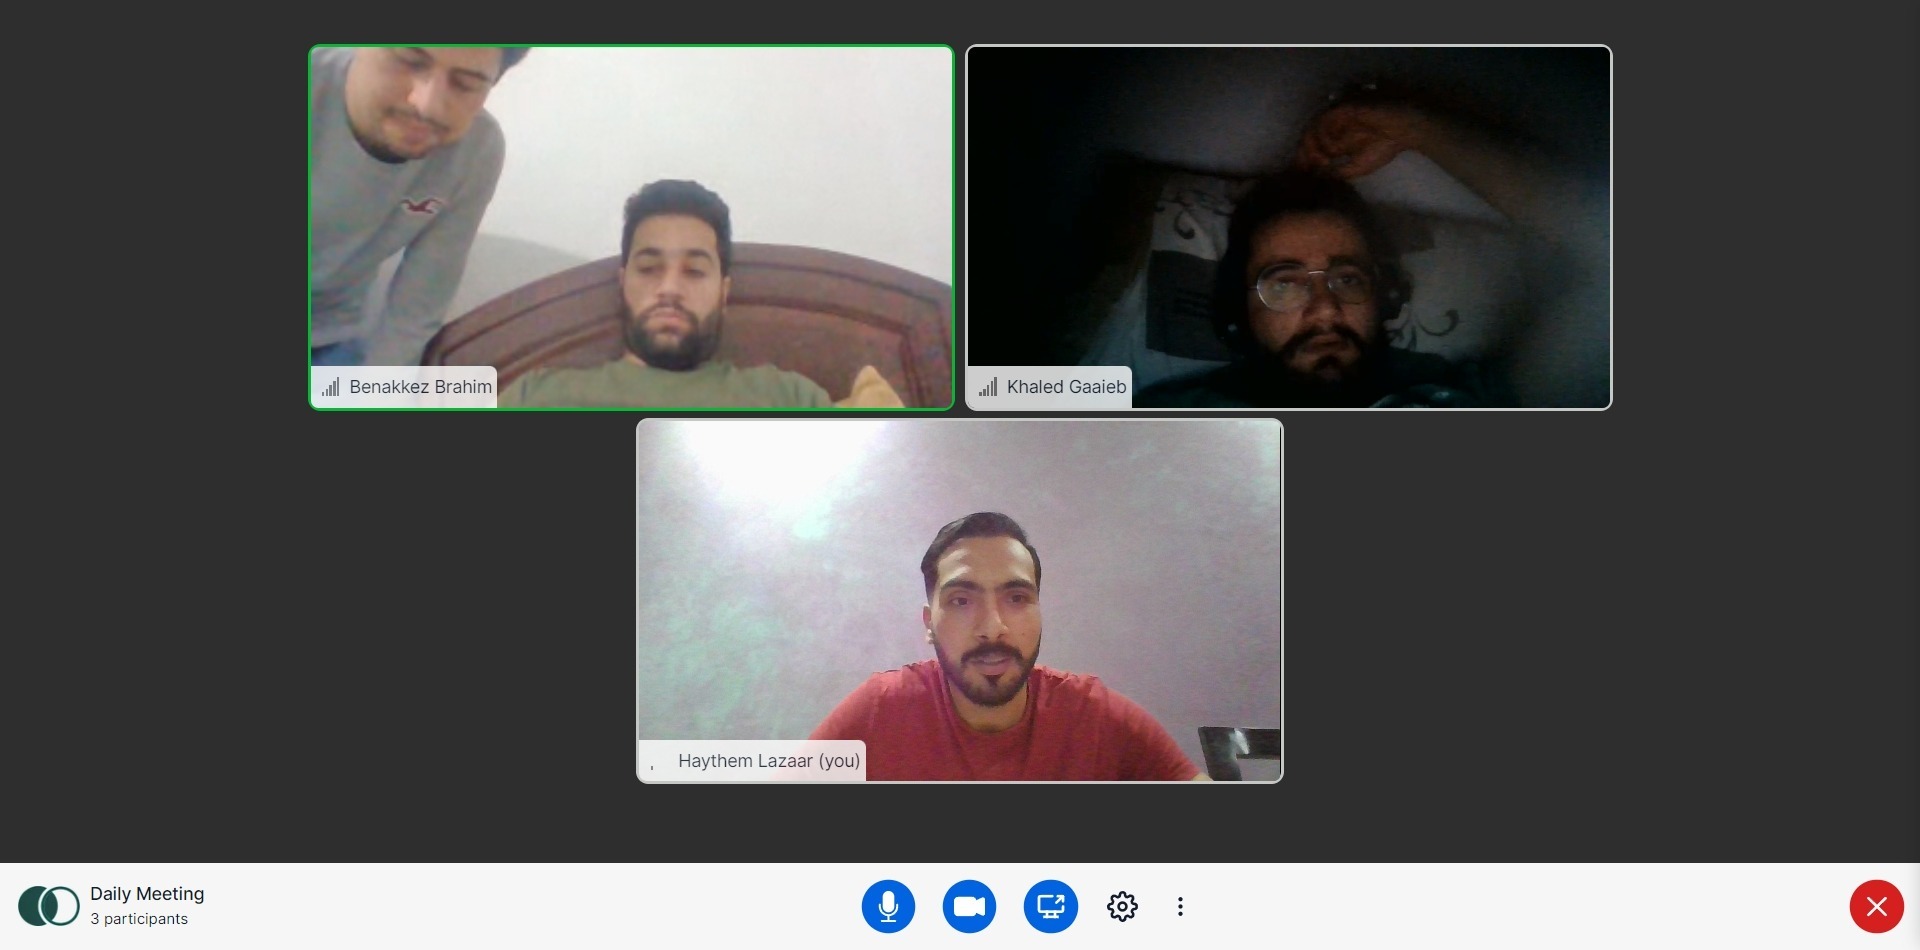 Benakkez Brahim
Khaled Gaaieb
Haythem Lazaar (you)
Daily Meeting
3 participants